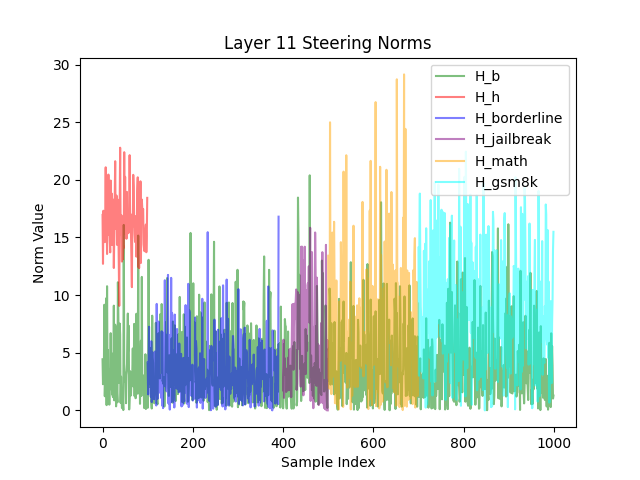 Layer 11 Steering Norms
30
25
20
15
10
5
0
Norm Value
H_b
H_h
H_borderline
H_jailbreak
H_math
H_gsm8k
0 200 400 600 800 1000
Sample Index